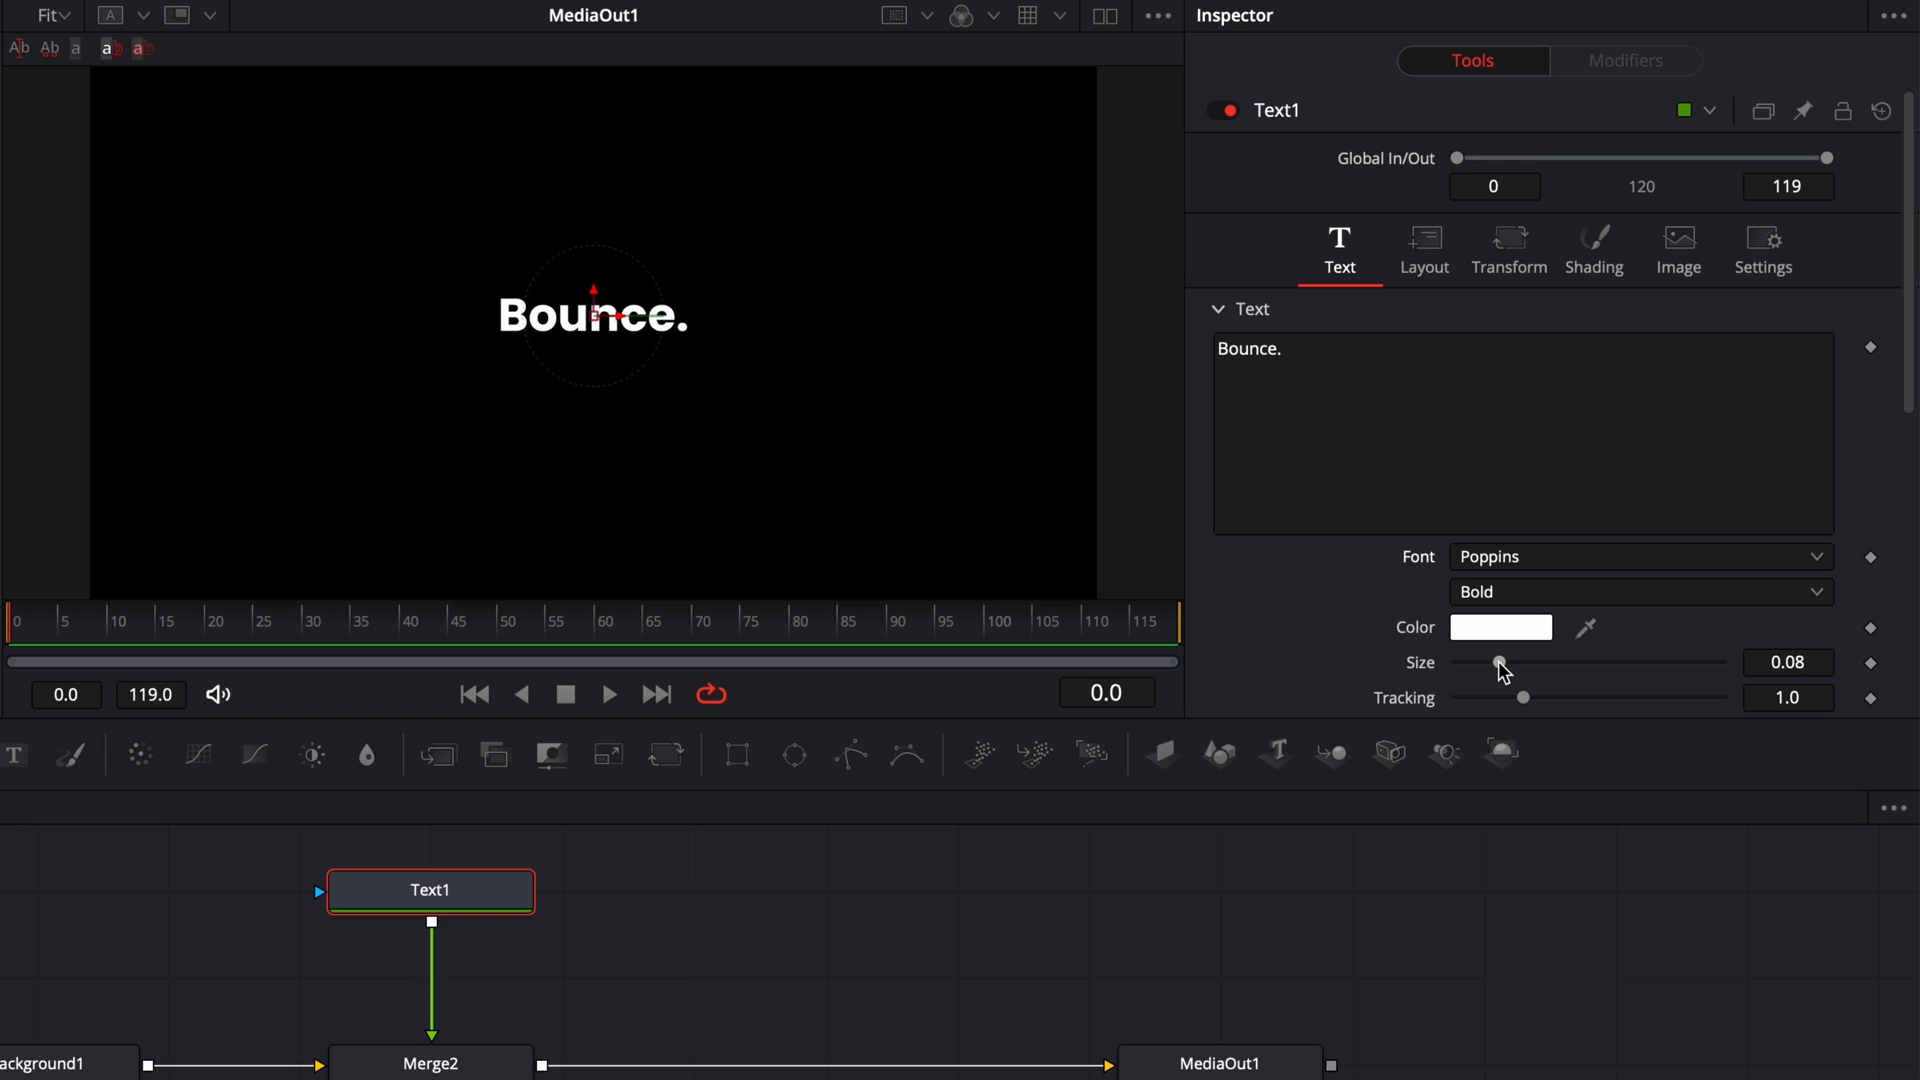 Fit
A
MediaOut1
Inspector
Ab Ab a ab ab
Tools
Modifiers
Text1
Global In/Out
0
120
119
T
Text
Layout
Transform
Shading
Image
Settings
Text
Bounce.
Bounce.
Font
Poppins
Bold
Color
Size
0.08
Tracking
1.0
0 5 10 15 20 25 30 35 40 45 50 55 60 65 70 75 80 85 90 95 100 105 110 115
0.0
119.0
0.0
T
T
Text1
ackground1
Merge2
MediaOut1